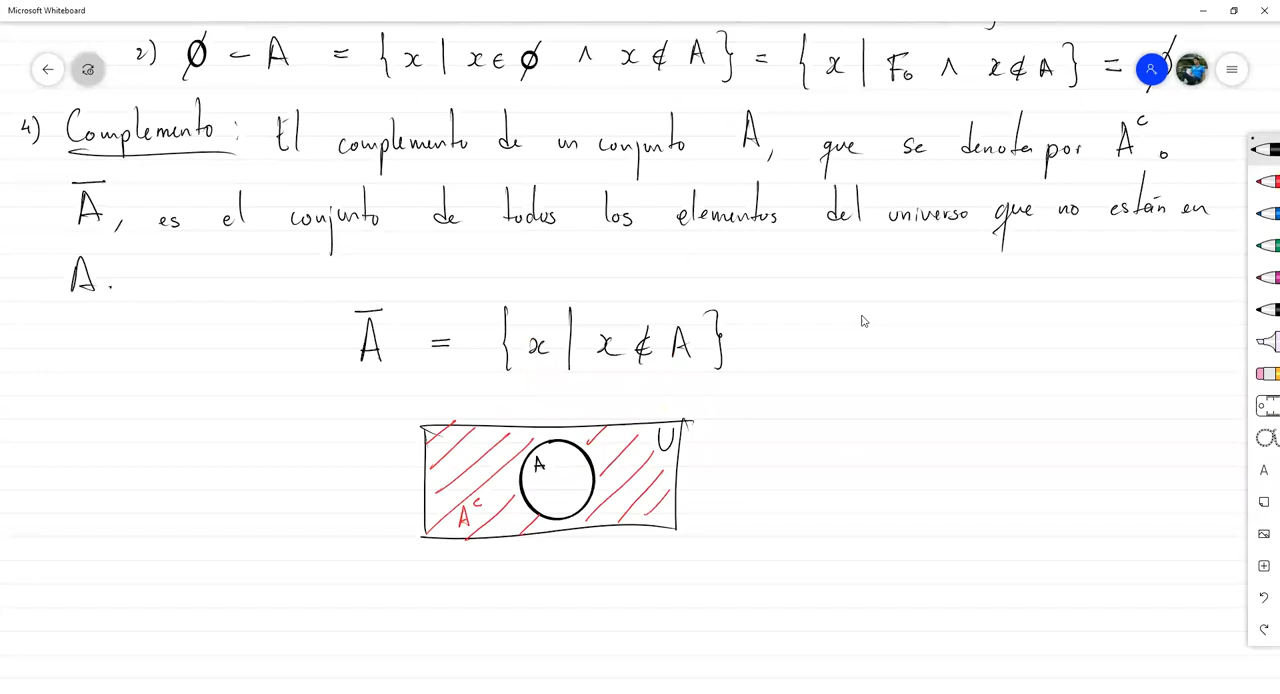 Microsoft Whiteboard
2) ∅ - A = { x | x ∈ ∅ ∧ x ∉ A } = { x | F₀ ∧ x ∉ A } = ∅
4) Complemento: El complemento de un conjunto A, que se denota por Aᶜ o
A̅, es el conjunto de todos los elementos del universo que no están en
A.
A̅ = { x | x ∉ A }
U
A
Aᶜ
A